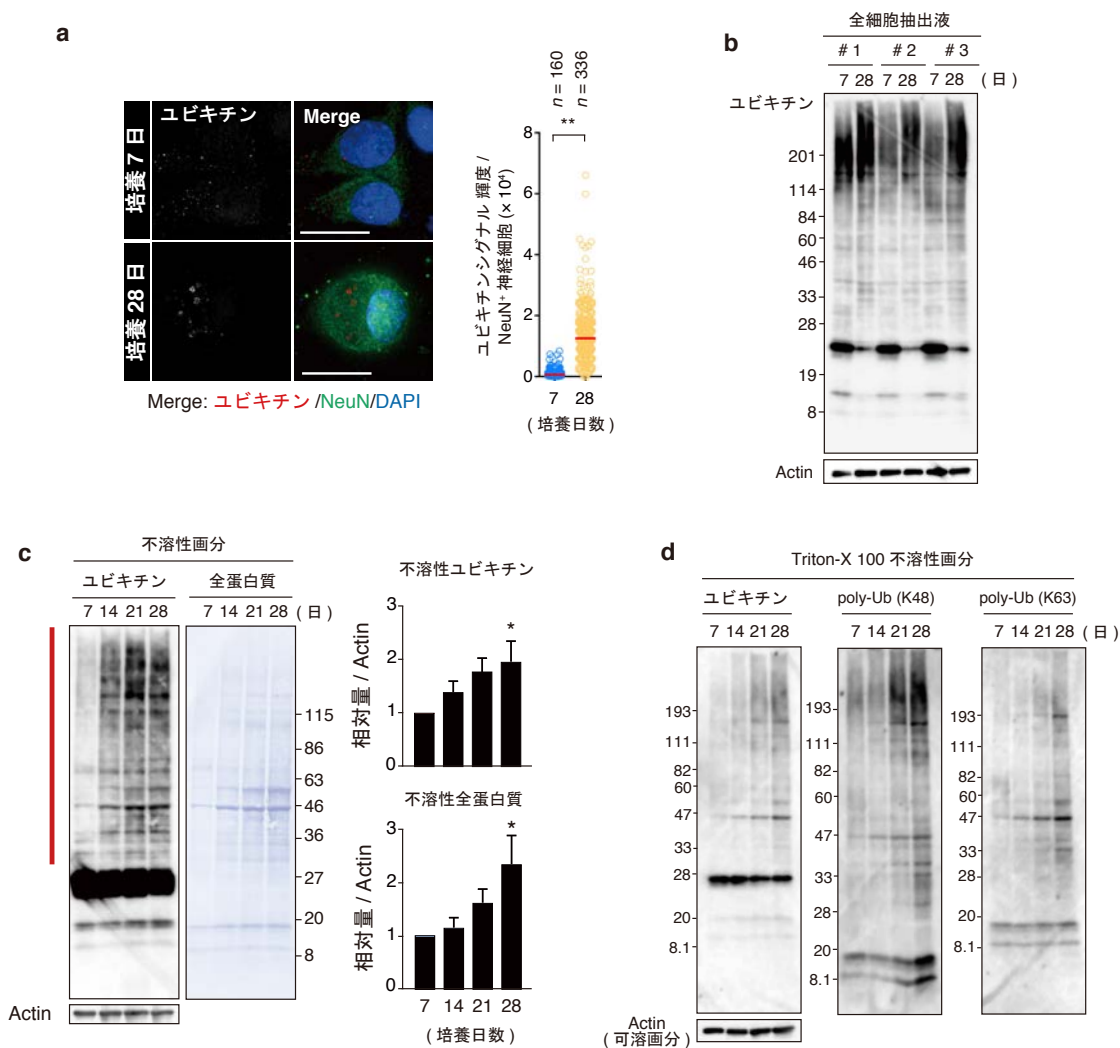 a
ユビキチン
Merge
培養 7 日
培養 28 日
Merge: ユビキチン /NeuN/DAPI
n = 160
n = 336
**
ユビキチンシグナル 輝度 /
NeuN⁺ 神経細胞 (× 10⁴)
8
6
4
2
0
7 28
( 培養日数 )
b
全細胞抽出液
# 1 # 2 # 3
7 28 7 28 7 28 ( 日 )
ユビキチン
201
114
84
60
46
33
28
19
8
Actin
c
不溶性画分
ユビキチン 全蛋白質
7 14 21 28 7 14 21 28 ( 日 )
115
86
63
46
36
27
20
8
Actin
不溶性ユビキチン
相対量 / Actin
3
2
1
0
*
不溶性全蛋白質
相対量 / Actin
3
2
1
0
*
7 14 21 28
( 培養日数 )
d
Triton-X 100 不溶性画分
ユビキチン poly-Ub (K48) poly-Ub (K63)
7 14 21 28 7 14 21 28 7 14 21 28 ( 日 )
193
111
82
60
47
33
28
20
8.1
193
111
82
60
47
33
28
20
8.1
193
111
82
60
47
33
28
20
8.1
Actin
( 可溶画分 )